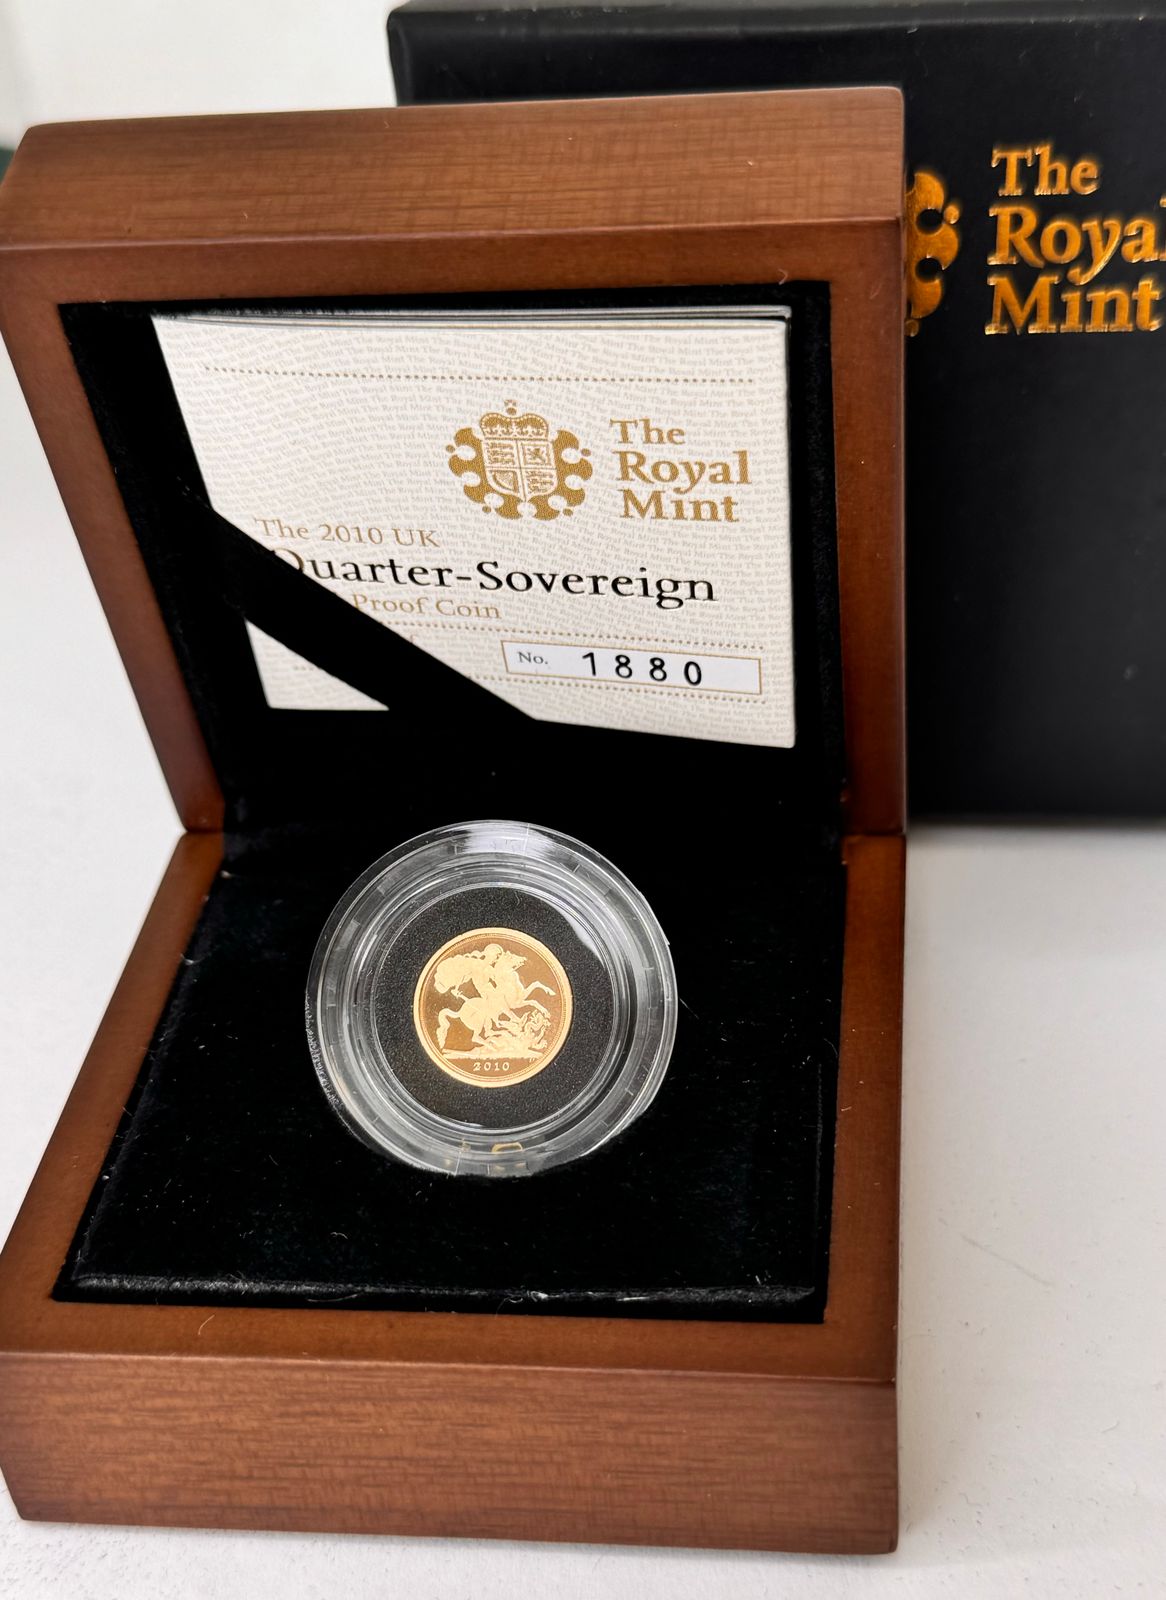 The
Royal
Mint
The
Royal
Mint
The 2010 UK
Quarter-Sovereign
Proof Coin
No. 1880
2010